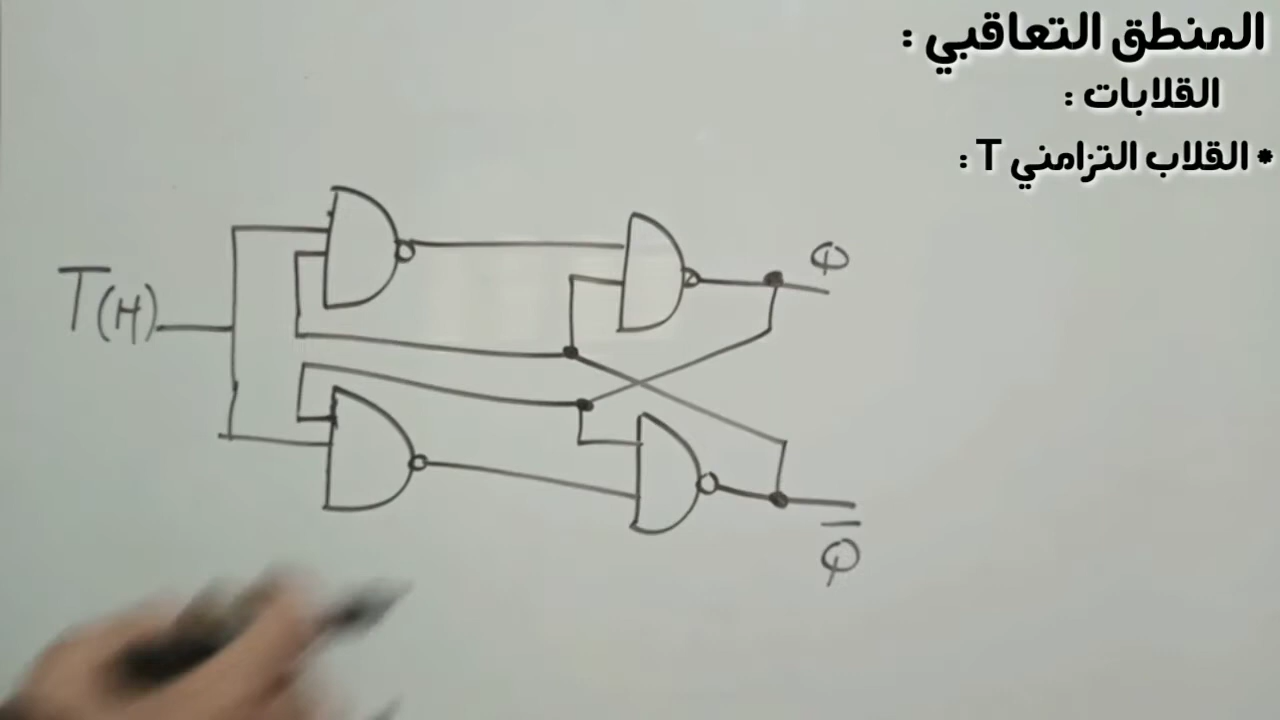 المنطق التعاقبي :
القلابات :
* القلاب التزامني T :
T(H)
Q
Q̅